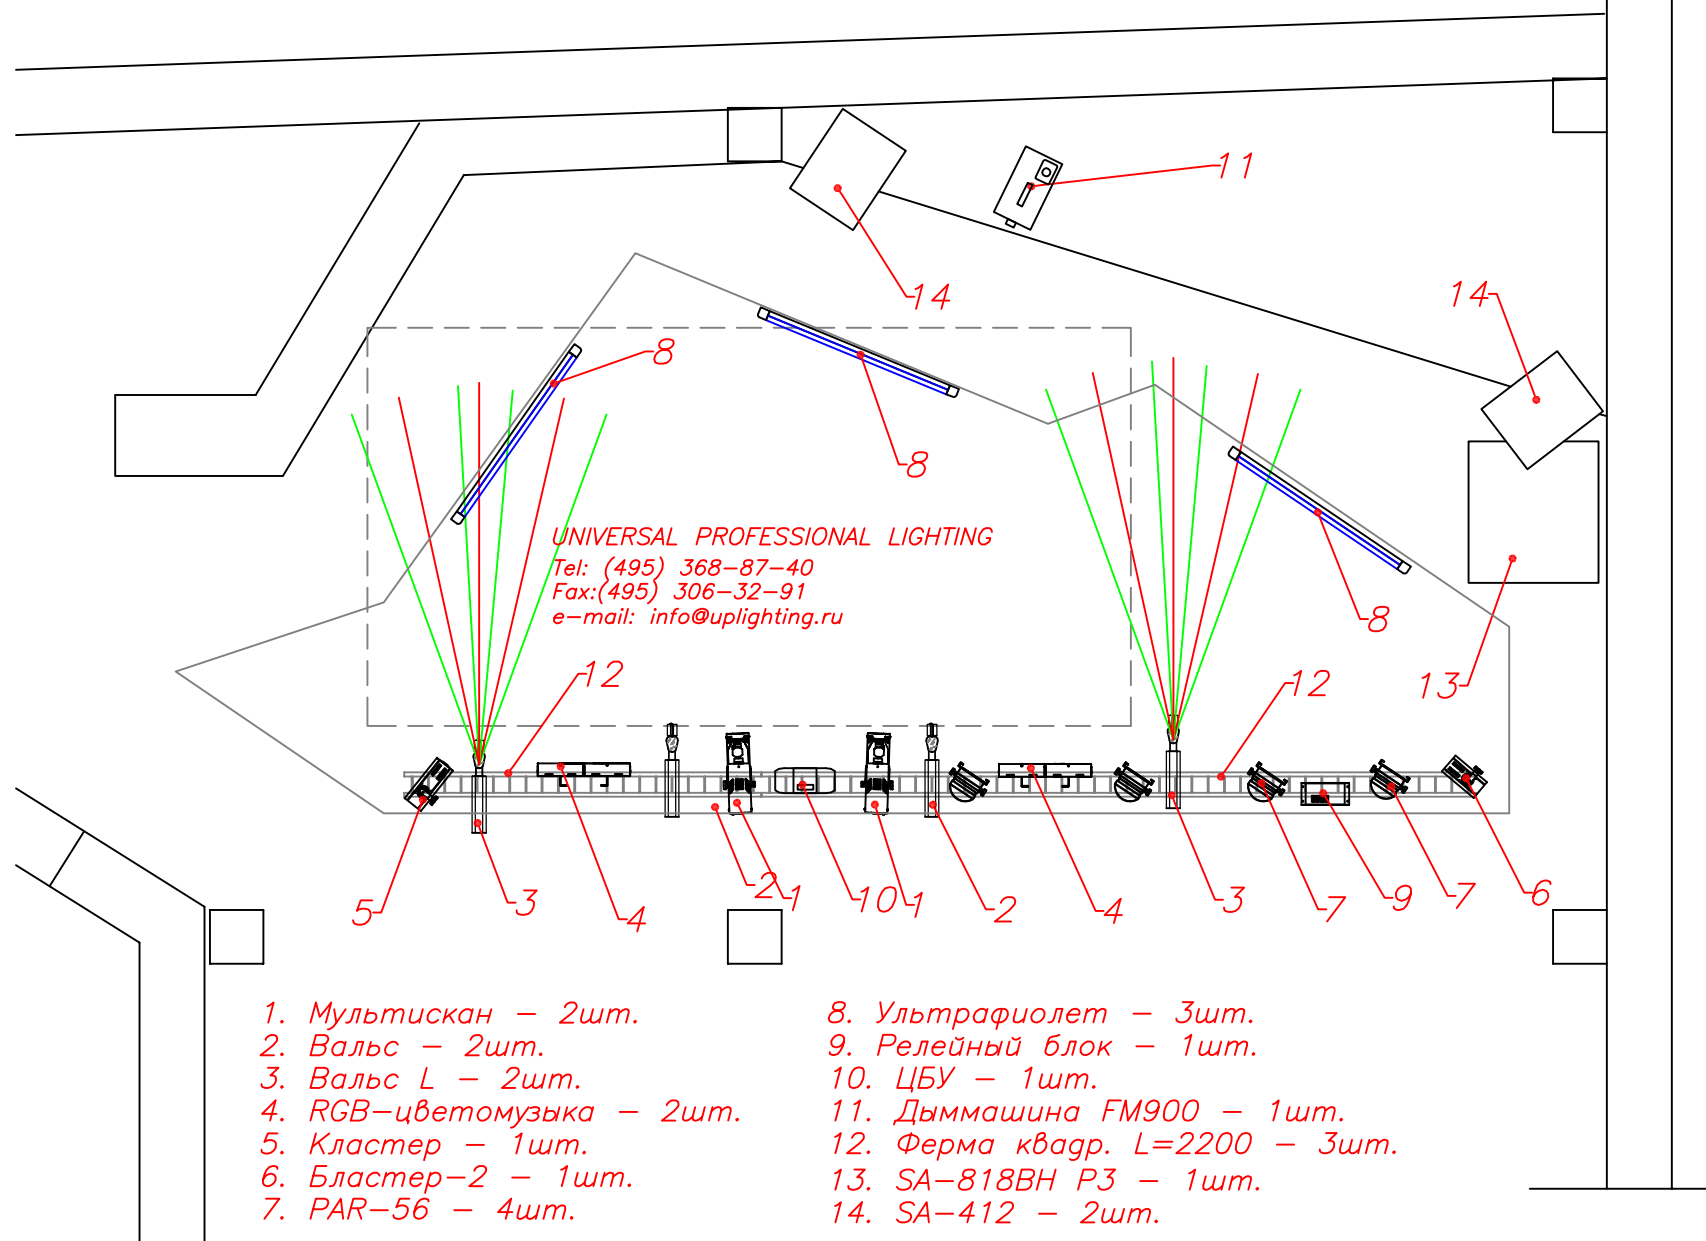 11
14
14
8
8
UNIVERSAL PROFESSIONAL LIGHTING
Tel: (495) 368-87-40
Fax:(495) 306-32-91
e-mail: info@uplighting.ru
8
12
12
13
5
3
4
2
1
10
1
2
4
3
7
9
7
6
1. Мультискан - 2шт.
2. Вальс - 2шт.
3. Вальс L - 2шт.
4. RGB-цветомузыка - 2шт.
5. Кластер - 1шт.
6. Бластер-2 - 1шт.
7. PAR-56 - 4шт.
8. Ультрафиолет - 3шт.
9. Релейный блок - 1шт.
10. ЦБУ - 1шт.
11. Дыммашина FM900 - 1шт.
12. Ферма квадр. L=2200 - 3шт.
13. SA-818BH P3 - 1шт.
14. SA-412 - 2шт.